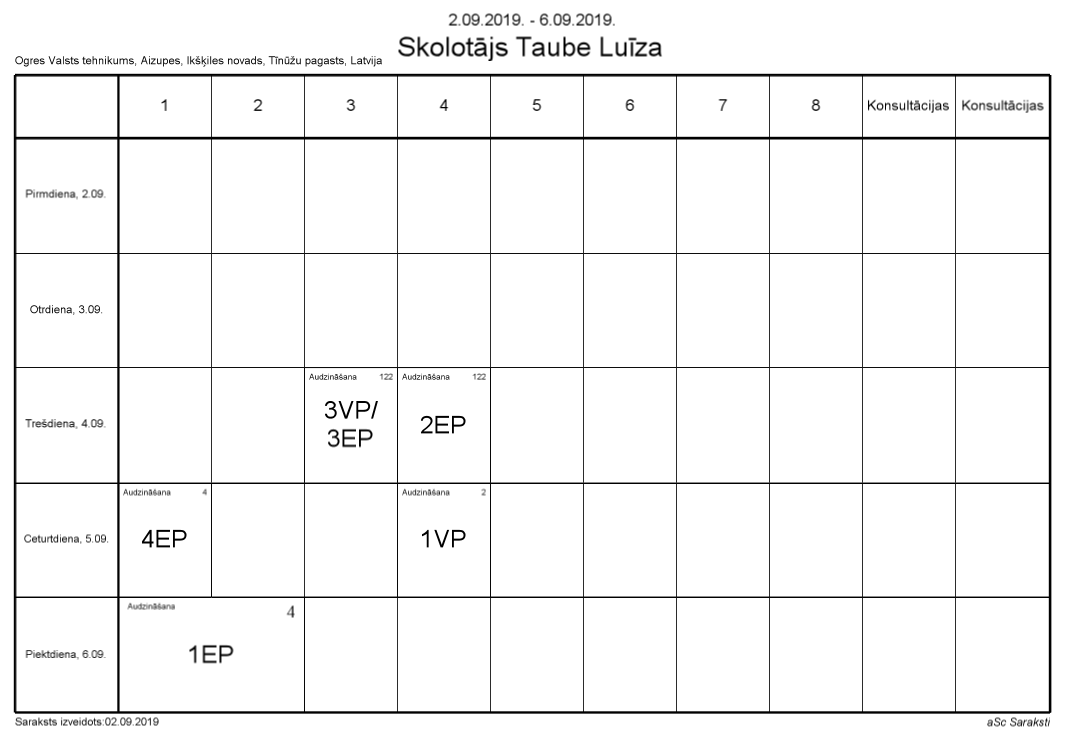 2.09.2019. - 6.09.2019.
Skolotājs Taube Luīza
Ogres Valsts tehnikums, Aizupes, Ikšķiles novads, Tīnūžu pagasts, Latvija
1 2 3 4 5 6 7 8 Konsultācijas Konsultācijas
Pirmdiena, 2.09.
Otrdiena, 3.09.
Trešdiena, 4.09.
Audzināšana 122
3VP/
3EP
Audzināšana 122
2EP
Ceturtdiena, 5.09.
Audzināšana 4
4EP
Audzināšana 2
1VP
Piektdiena, 6.09.
Audzināšana 4
1EP
Saraksts izveidots:02.09.2019
aSc Saraksti